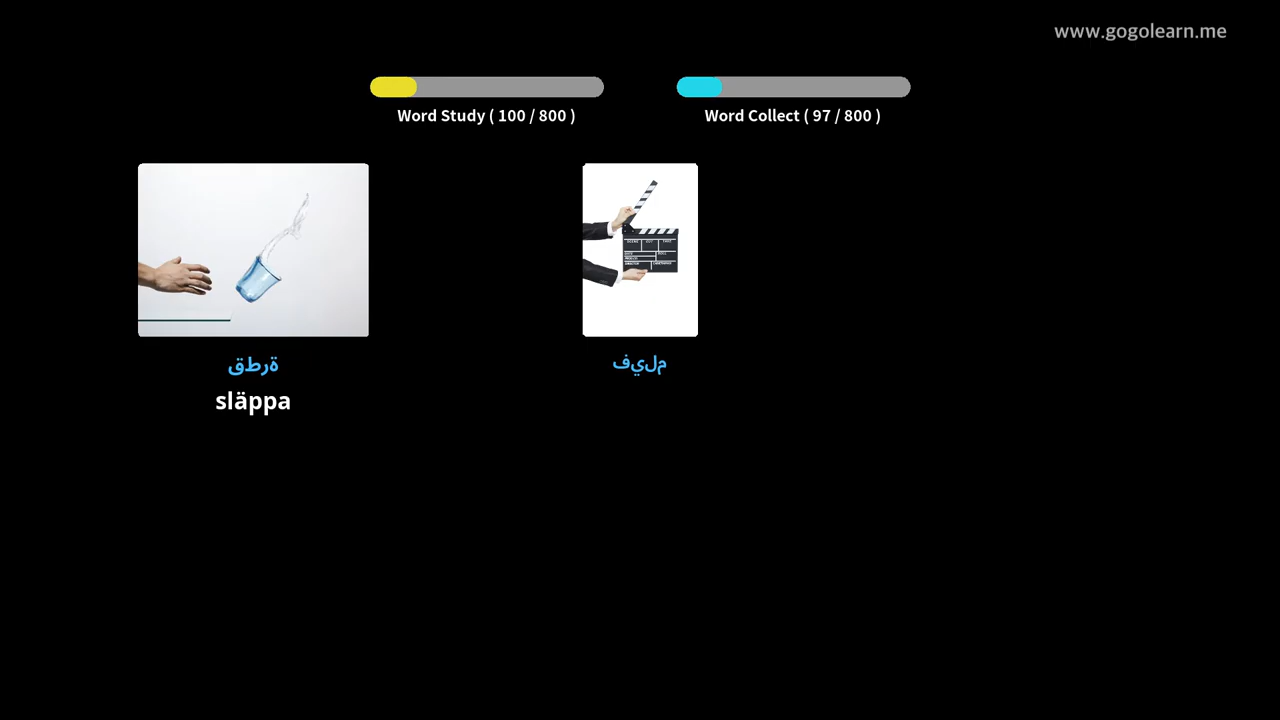 www.gogolearn.me
Word Study ( 100 / 800 )
Word Collect ( 97 / 800 )
ةرطق
släppa
مليف